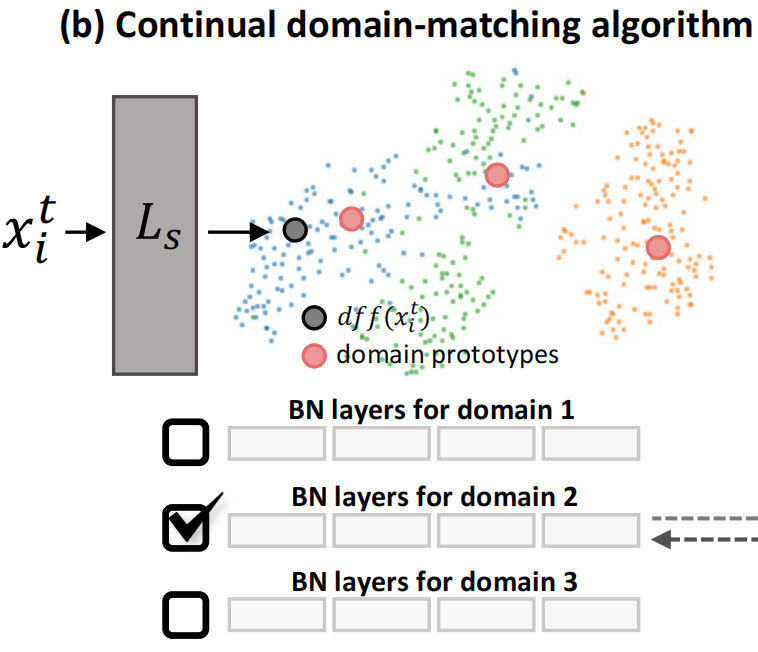 (b) Continual domain-matching algorithm
x_i^t
L_s
dff(x_i^t)
domain prototypes
BN layers for domain 1
BN layers for domain 2
BN layers for domain 3